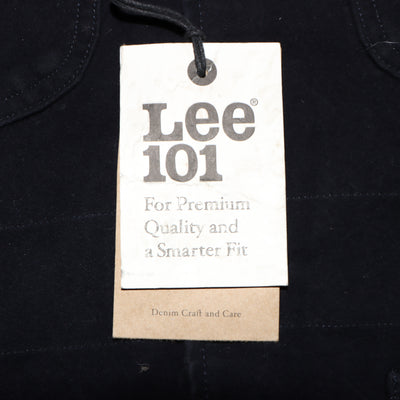 Lee®
101
For Premium
Quality and
a Smarter Fit
Denim Craft and Care